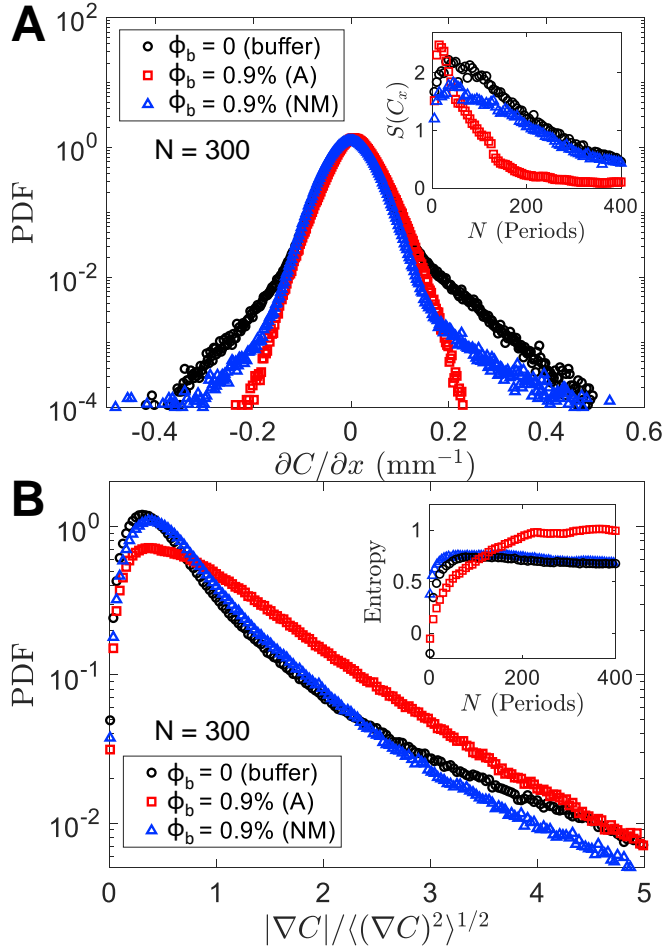 A
ϕb = 0 (buffer)
ϕb = 0.9% (A)
ϕb = 0.9% (NM)
N = 300
PDF
10^2
10^0
10^-2
10^-4
-0.4 -0.2 0 0.2 0.4 0.6
∂C/∂x (mm^−1)
S(Cx)
2
1
0
0 200 400
N (Periods)
B
PDF
10^0
10^-1
10^-2
N = 300
ϕb = 0 (buffer)
ϕb = 0.9% (A)
ϕb = 0.9% (NM)
0 1 2 3 4 5
|∇C|/⟨(∇C)^2⟩^1/2
Entropy
1
0.5
0
0 200 400
N (Periods)